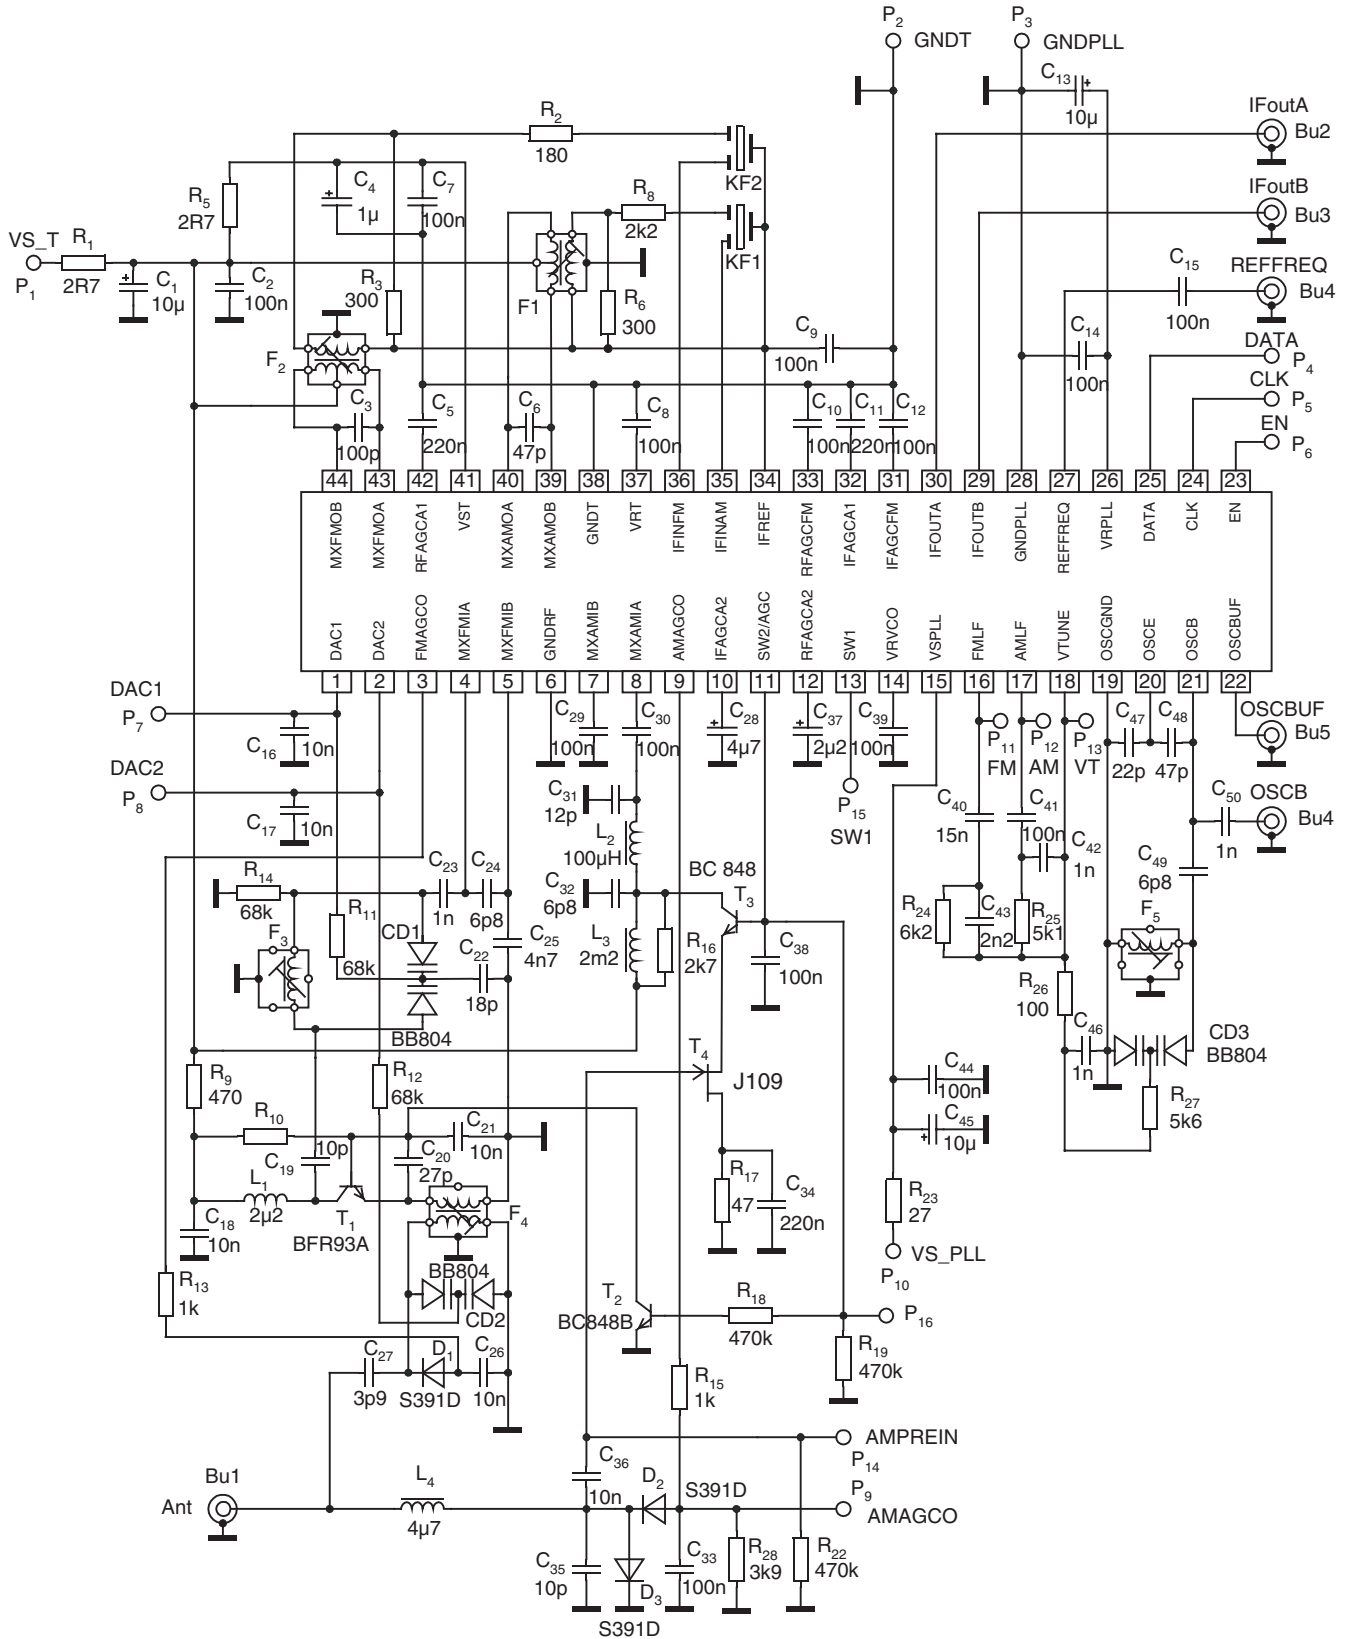 P2 GNDT
P3 GNDPLL
C13
10µ
IFoutA
Bu2
R2
180
KF2
C4
1µ
C7
100n
R5
2R7
R8
2k2
KF1
IFoutB
Bu3
VS_T
P1
R1
2R7
C1
10µ
C2
100n
R3
300
F1
R6
300
C15
100n
REFFREQ
Bu4
F2
C9
100n
C14
100n
DATA
P4
CLK
P5
EN
P6
C3
100p
C5
220n
C6
47p
C8
100n
C10
100n
C11
220n
C12
100n
44 43 42 41 40 39 38 37 36 35 34 33 32 31 30 29 28 27 26 25 24 23
MXFMOB MXFMOA RFAGCA1 VST MXAMOA MXAMOB GNDT VRT IFINFM IFINAM IFREF RFAGCFM IFAGCA1 IFAGCFM IFOUTA IFOUTB GNDPLL REFFREQ VRPLL DATA CLK EN
DAC1 DAC2 FMAGCO MXFMIA MXFMIB GNDRF MXAMIB MXAMIA AMAGCO IFAGCA2 SW2/AGC RFAGCA2 SW1 VRVCO VSPLL FMLF AMLF VTUNE OSCGND OSCE OSCB OSCBUF
1 2 3 4 5 6 7 8 9 10 11 12 13 14 15 16 17 18 19 20 21 22
DAC1
P7
C16
10n
DAC2
P8
C17
10n
C29
100n
C30
100n
C28
4µ7
C37
2µ2
C39
100n
P15
SW1
P11
FM
P12
AM
P13
VT
C47
22p
C48
47p
OSCBUF
Bu5
C31
12p
L2
100µH
C40
15n
C41
100n
C42
1n
C50
1n
OSCB
Bu4
R14
68k
R11
68k
C23
1n
C24
6p8
C32
6p8
BC 848
T3
C49
6p8
F3
CD1
C22
18p
C25
4n7
L3
2m2
R16
2k7
C38
100n
R24
6k2
C43
2n2
R25
5k1
F5
BB804
R26
100
C46
1n
CD3
BB804
R9
470
R12
68k
T4
J109
C44
100n
C45
10µ
R27
5k6
R10
C19
10p
C20
27p
C21
10n
L1
2µ2
T1
BFR93A
F4
R17
47
C34
220n
R23
27
C18
10n
VS_PLL
P10
R13
1k
BB804
CD2
T2
BC848B
R18
470k
P16
R19
470k
C27
3p9
D1
S391D
C26
10n
R15
1k
AMPREIN
P14
Bu1
Ant
L4
4µ7
C36
10n
D2
S391D
P9
AMAGCO
C35
10p
D3
S391D
C33
100n
R28
3k9
R22
470k